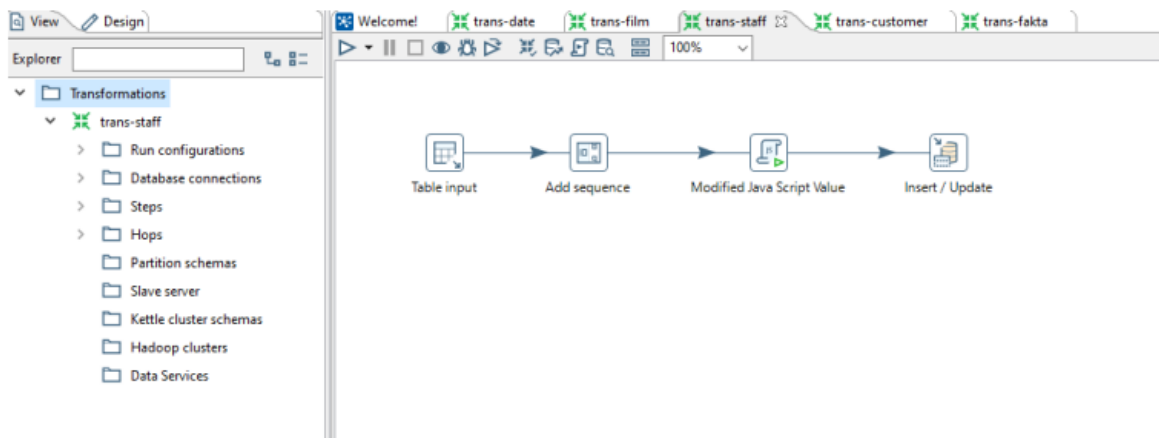 View Design
Welcome! trans-date trans-film trans-staff trans-customer trans-fakta
Explorer
100%
Transformations
trans-staff
Run configurations
Database connections
Steps
Hops
Partition schemas
Slave server
Kettle cluster schemas
Hadoop clusters
Data Services
Table input Add sequence Modified Java Script Value Insert / Update